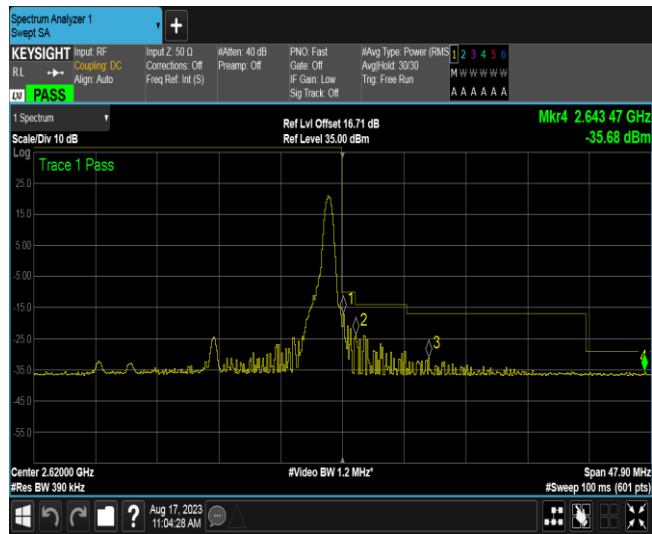 Spectrum Analyzer 1
Swept SA
+
KEYSIGHT Input: RF Input Z: 50 Ω #Atten: 40 dB PNO: Fast #Avg Type: Power (RMS 1 2 3 4 5 6
RL Coupling: DC Corrections: Off Preamp: Off Gate: Off Avg|Hold: 30/30 M W W W W W
Align: Auto Freq Ref: Int (S) IF Gain: Low Trig: Free Run
LXI PASS Sig Track: Off A A A A A A
1 Spectrum Ref Lvl Offset 16.71 dB Mkr4 2.643 47 GHz
Scale/Div 10 dB Ref Level 35.00 dBm -35.68 dBm
Log
Trace 1 Pass
25.0
15.0
5.00
-5.00
1
-15.0
2
-25.0
3
4
-35.0
-45.0
-55.0
Center 2.62000 GHz #Video BW 1.2 MHz* Span 47.90 MHz
#Res BW 390 kHz #Sweep 100 ms (601 pts)
? Aug 17, 2023
11:04:28 AM